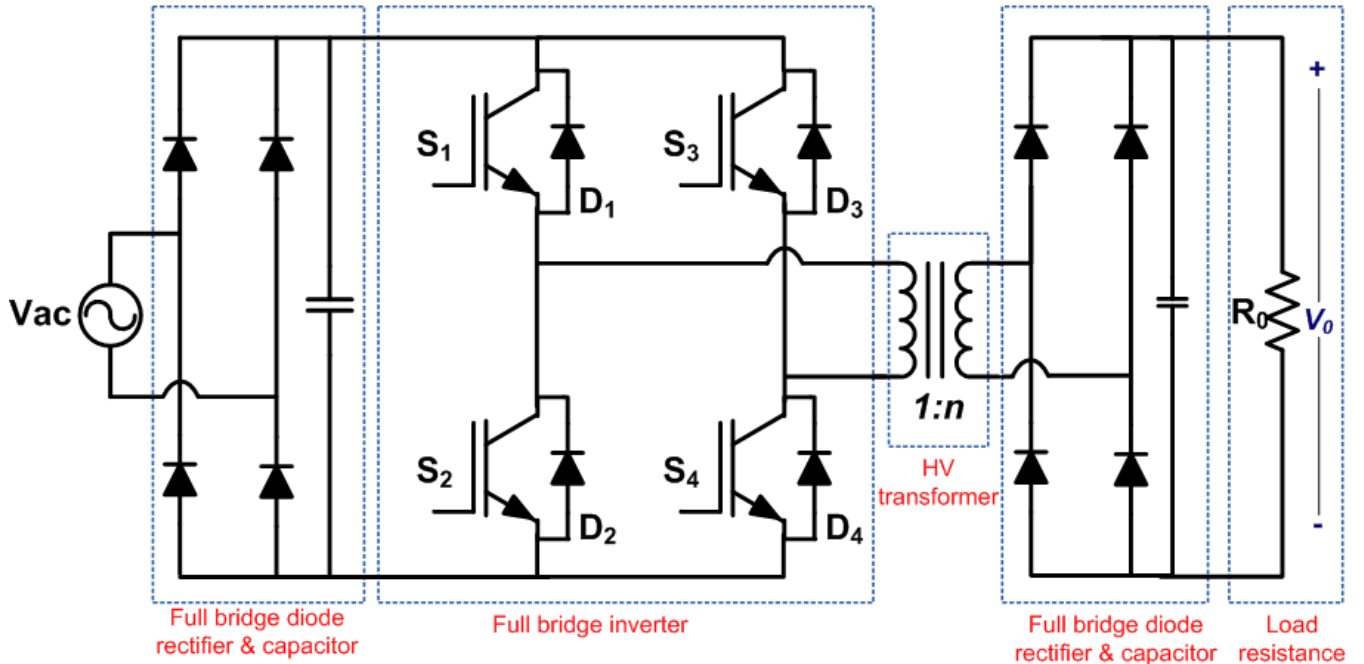 S₁
D₁
S₃
D₃
Vac
S₂
D₂
S₄
D₄
1:n
HV
transformer
R₀
V₀
+
-
Full bridge diode
rectifier & capacitor
Full bridge inverter
Full bridge diode
rectifier & capacitor
Load
resistance